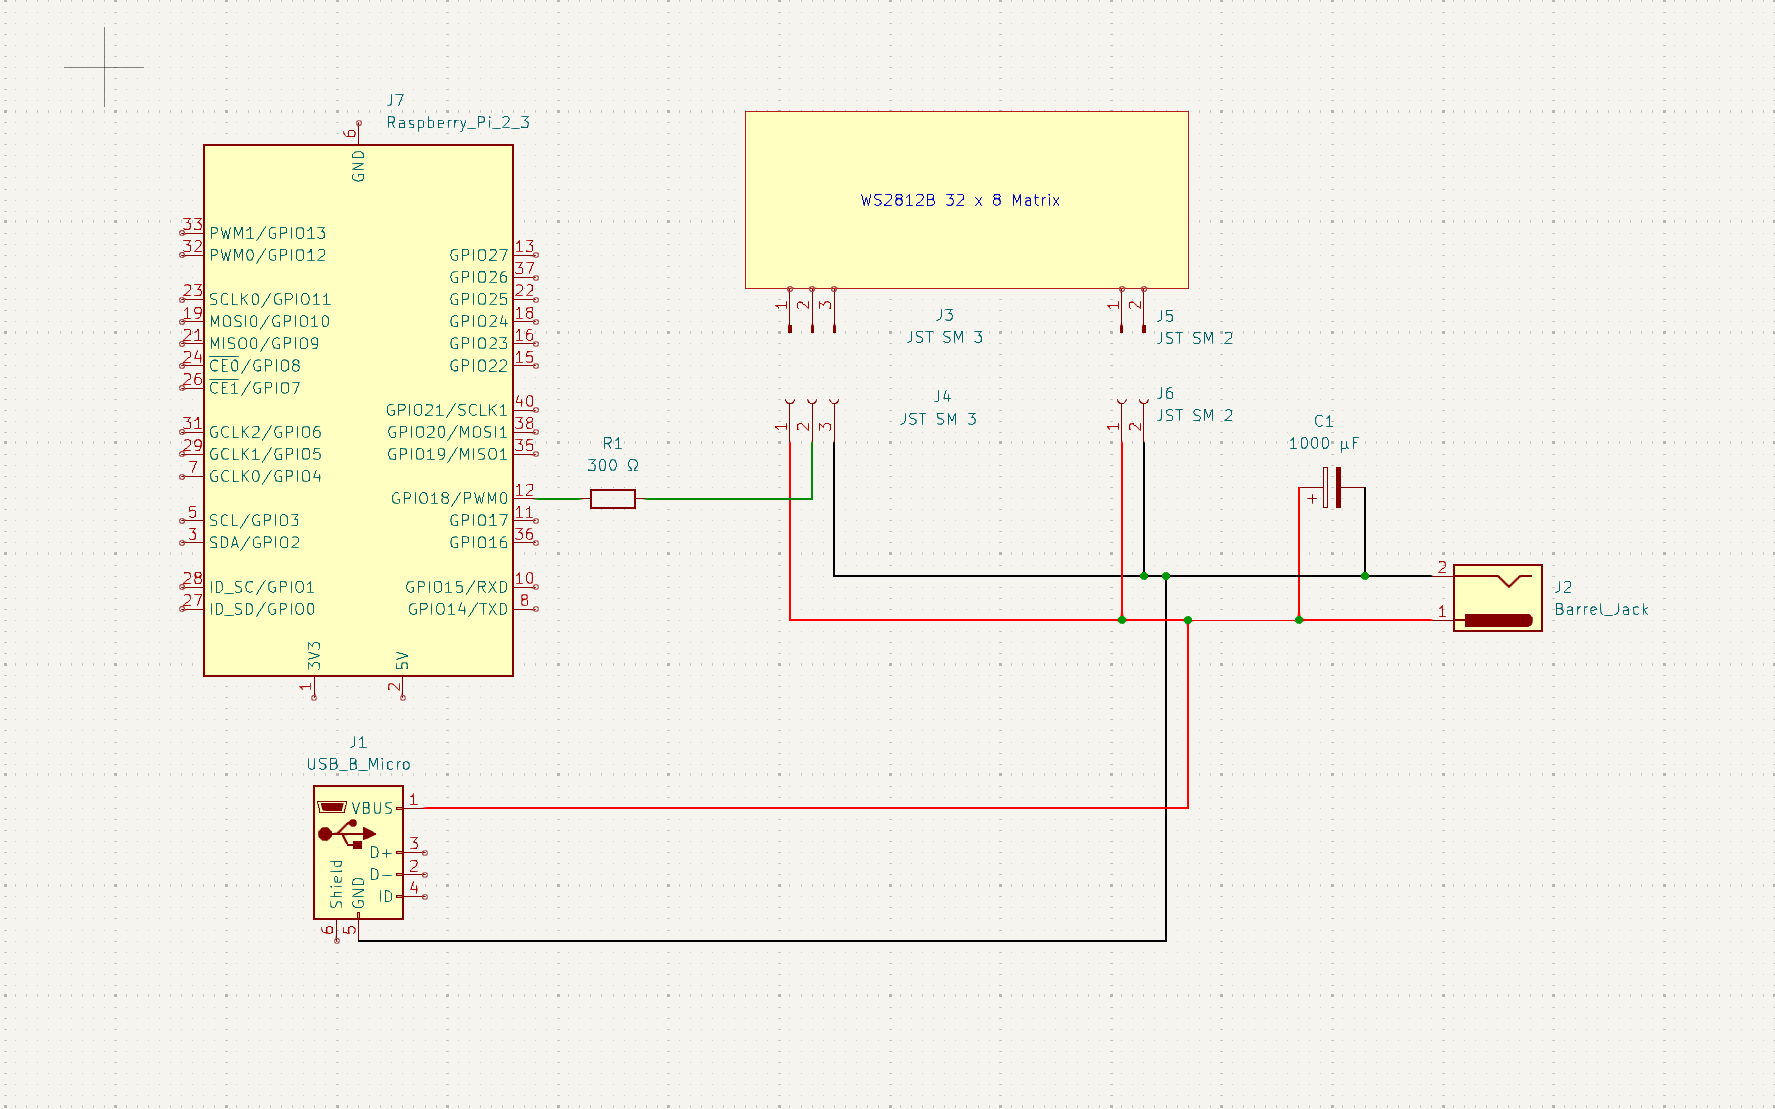 J7
Raspberry_Pi_2_3
6
GND
33
PWM1/GPIO13
32
PWM0/GPIO12
23
SCLK0/GPIO11
19
MOSI0/GPIO10
21
MISO0/GPIO9
24
CE0/GPIO8
26
CE1/GPIO7
31
GCLK2/GPIO6
29
GCLK1/GPIO5
7
GCLK0/GPIO4
5
SCL/GPIO3
3
SDA/GPIO2
28
ID_SC/GPIO1
27
ID_SD/GPIO0
GPIO27 13
GPIO26 37
GPIO25 22
GPIO24 18
GPIO23 16
GPIO22 15
GPIO21/SCLK1 40
GPIO20/MOSI1 38
GPIO19/MISO1 35
GPIO18/PWM0 12
GPIO17 11
GPIO16 36
GPIO15/RXD 10
GPIO14/TXD 8
3V3
1
5V
2
R1
300 Ω
WS2812B 32 x 8 Matrix
1 2 3
J3
JST SM 3
1 2
J5
JST SM 2
J4
JST SM 3
1 2 3
J6
JST SM 2
1 2
C1
1000 µF
+
2
1
J2
Barrel_Jack
J1
USB_B_Micro
VBUS 1
D+ 3
D- 2
ID 4
Shield
6
GND
5